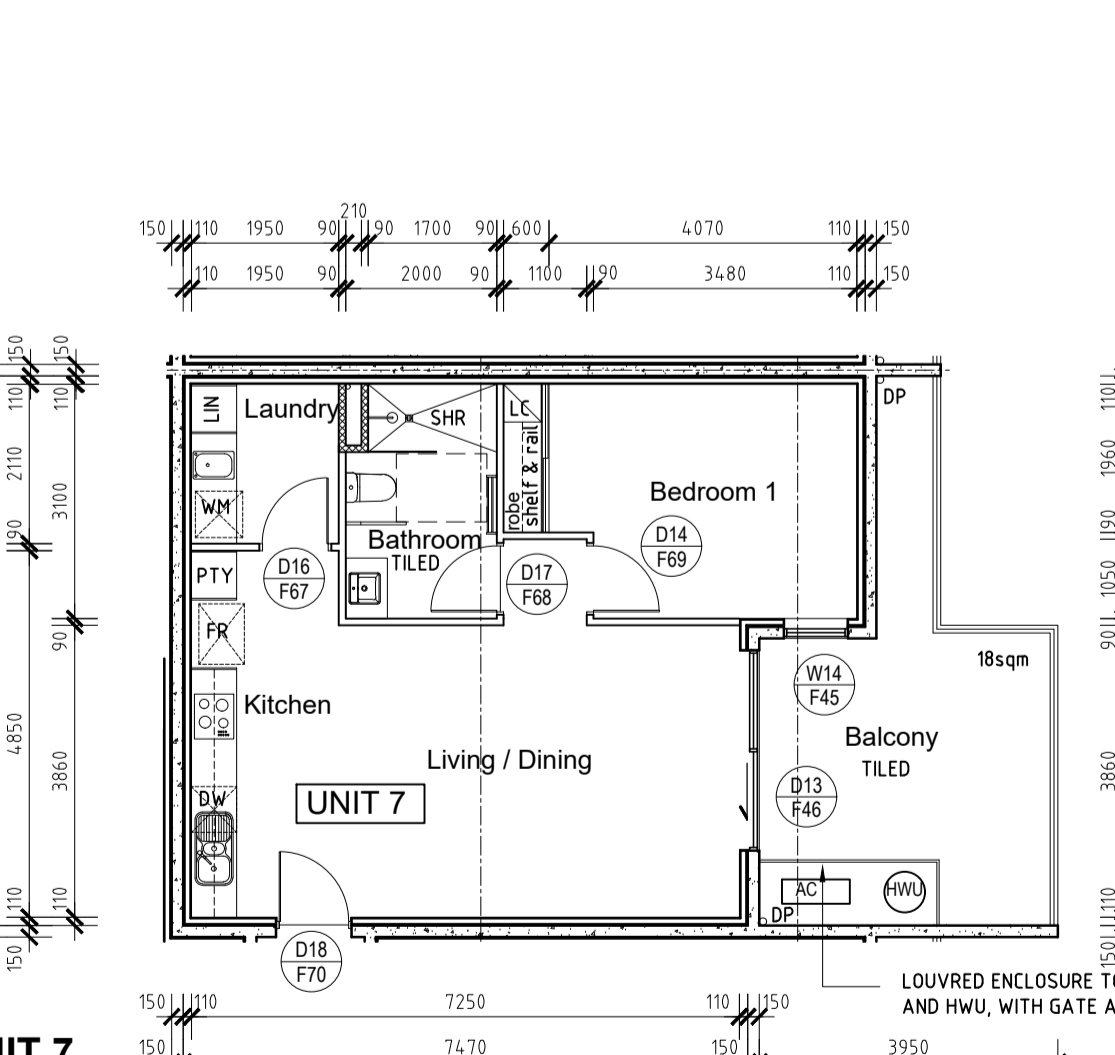 210
150 110 1950 90 90 1700 90 600 4070 110 150
110 1950 90 2000 90 1100 90 3480 110 150
150 150
110 110
2110 3100
90
4850 90
3860
110 110
150
LIN Laundry SHR LC DP
WM
robe
shelf & rail
Bedroom 1
Bathroom
TILED
D14
F69
D16
F67
D17
F68
PTY
FR
18sqm
W14
F45
Kitchen
Balcony
TILED
Living / Dining
D13
F46
DW
UNIT 7
AC HWU
DP
D18
F70
LOUVRED ENCLOSURE TO
AND HWU, WITH GATE A
110
1960
90
1050
90
3860
110
150
150 110 7250 110 150
150 7470 150 3950
IT 7